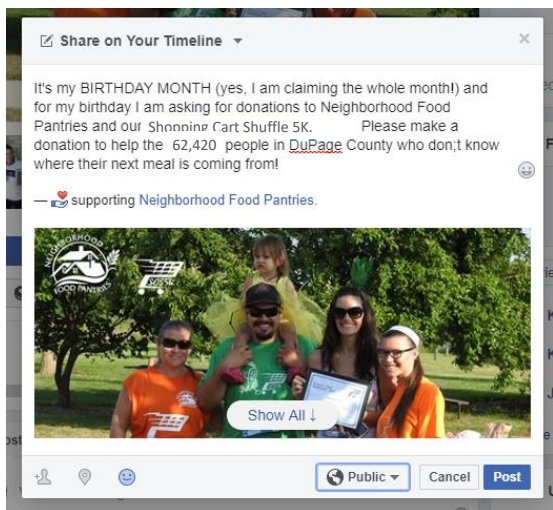 Share on Your Timeline
It's my BIRTHDAY MONTH (yes, I am claiming the whole month!) and
for my birthday I am asking for donations to Neighborhood Food
Pantries and our Shopping Cart Shuffle 5K. Please make a
donation to help the 62,420 people in DuPage County who don;t know
where their next meal is coming from!
— supporting Neighborhood Food Pantries.
NEIGHBORHOOD
FOOD PANTRIES
Show All ↓
Public
Cancel
Post